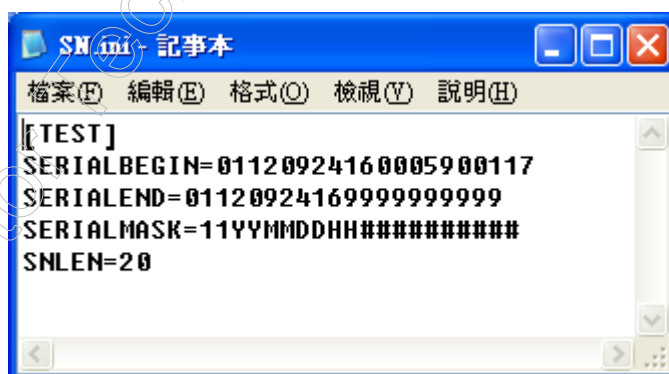 SN.ini - 記事本
檔案(F) 編輯(E) 格式(O) 檢視(V) 說明(H)
[TEST]
SERIALBEGIN=01120924160005900117
SERIALEND=01120924169999999999
SERIALMASK=11YYMMDDHH##########
SNLEN=20